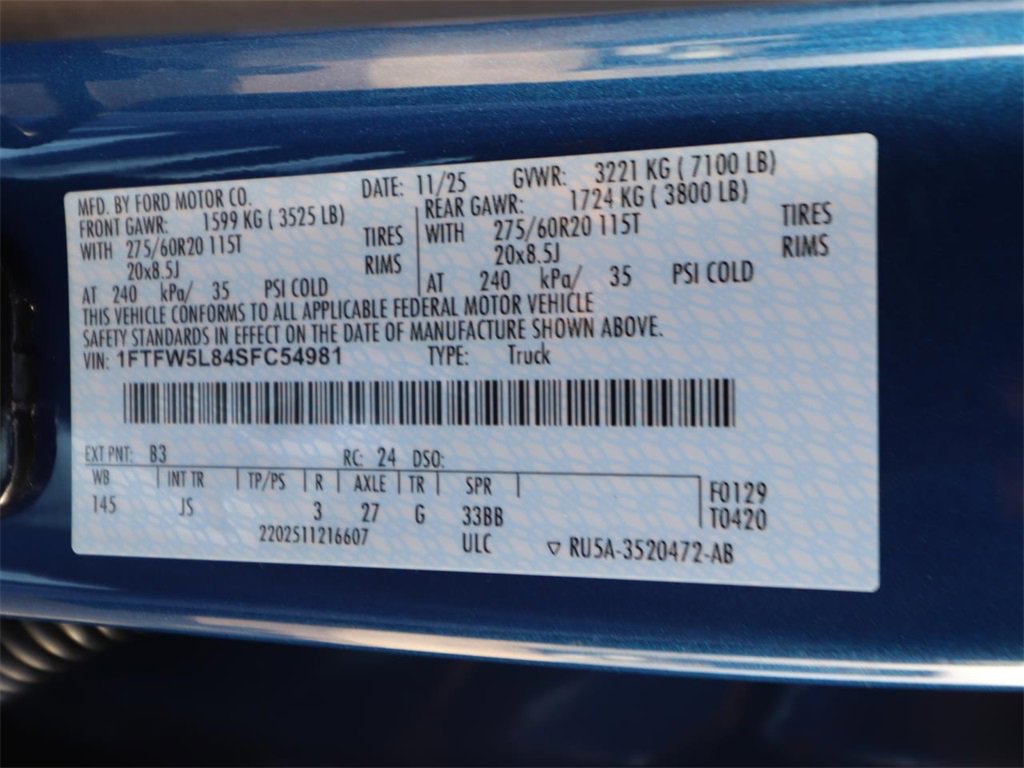 MFD. BY FORD MOTOR CO. DATE: 11/25 GVWR: 3221 KG ( 7100 LB)
FRONT GAWR: 1599 KG ( 3525 LB) REAR GAWR: 1724 KG ( 3800 LB)
WITH 275/60R20 115T TIRES WITH 275/60R20 115T TIRES
20x8.5J RIMS 20x8.5J RIMS
AT 240 kPa/ 35 PSI COLD AT 240 kPa/ 35 PSI COLD
THIS VEHICLE CONFORMS TO ALL APPLICABLE FEDERAL MOTOR VEHICLE
SAFETY STANDARDS IN EFFECT ON THE DATE OF MANUFACTURE SHOWN ABOVE.
VIN: 1FTFW5L84SFC54981 TYPE: Truck
EXT PNT: B3 RC: 24 DSO:
WB INT TR TP/PS R AXLE TR SPR F0129
145 JS 3 27 G 33BB T0420
2202511216607 ULC ▽ RU5A-3520472-AB